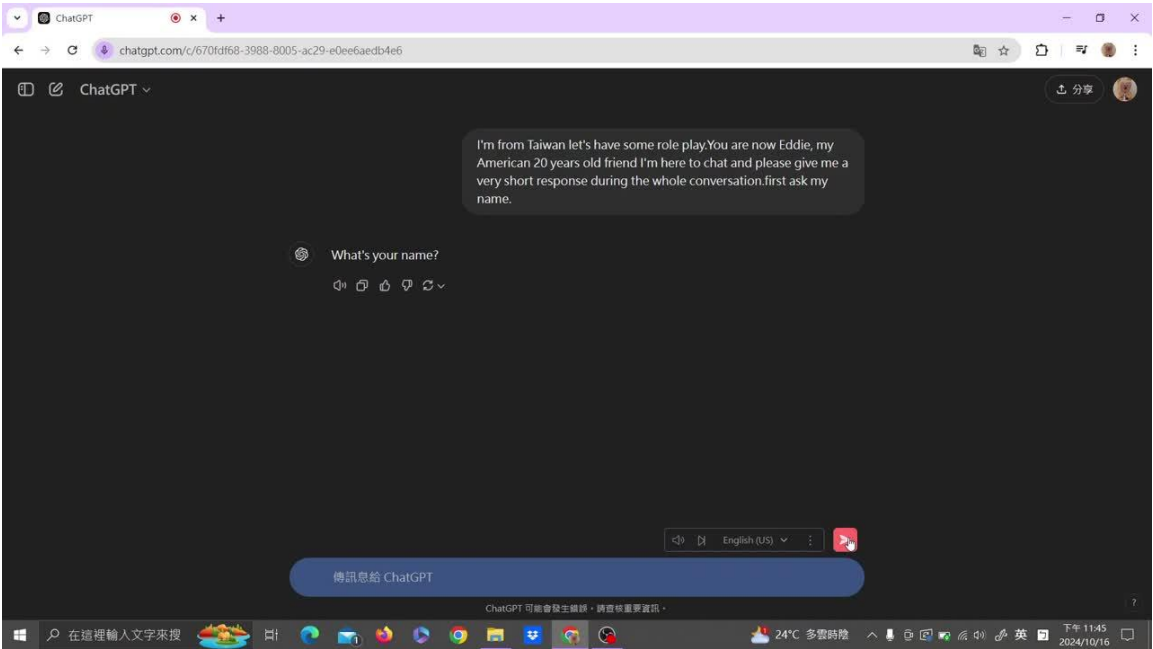 ChatGPT
chatgpt.com/c/670fdf68-3988-8005-ac29-e0ee6aedb4e6
ChatGPT
分享
I'm from Taiwan let's have some role play.You are now Eddie, my
American 20 years old friend I'm here to chat and please give me a
very short response during the whole conversation.first ask my
name.
What's your name?
English (US)
傳訊息給 ChatGPT
ChatGPT 可能會發生錯誤。請查核重要資訊。
?
在這裡輸入文字來搜
24°C 多雲時陰
英
下午 11:45
2024/10/16